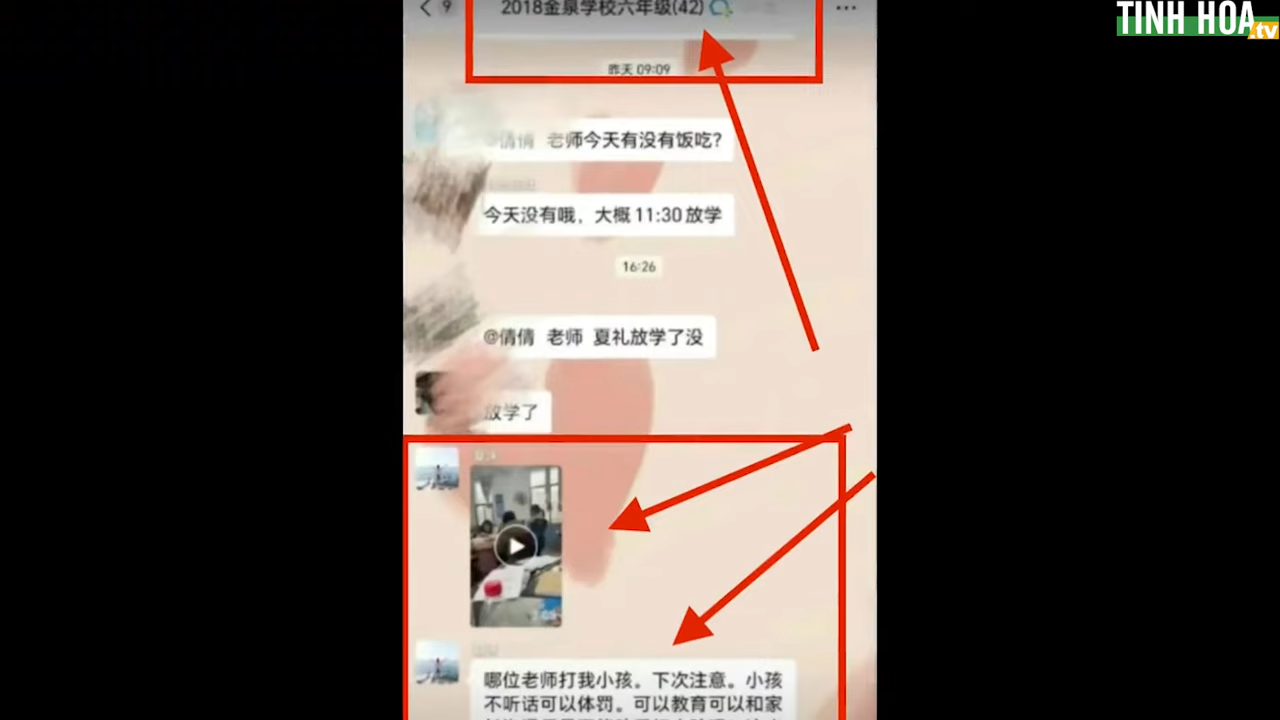 TINH HOA
.tv
9
2018金泉学校六年级(42)
昨天 09:09
@倩倩 老师今天有没有饭吃?
今天没有哦，大概 11:30 放学
16:26
@倩倩 老师 夏礼放学了没
放学了
哪位老师打我小孩。下次注意。小孩
不听话可以体罚。可以教育可以和家